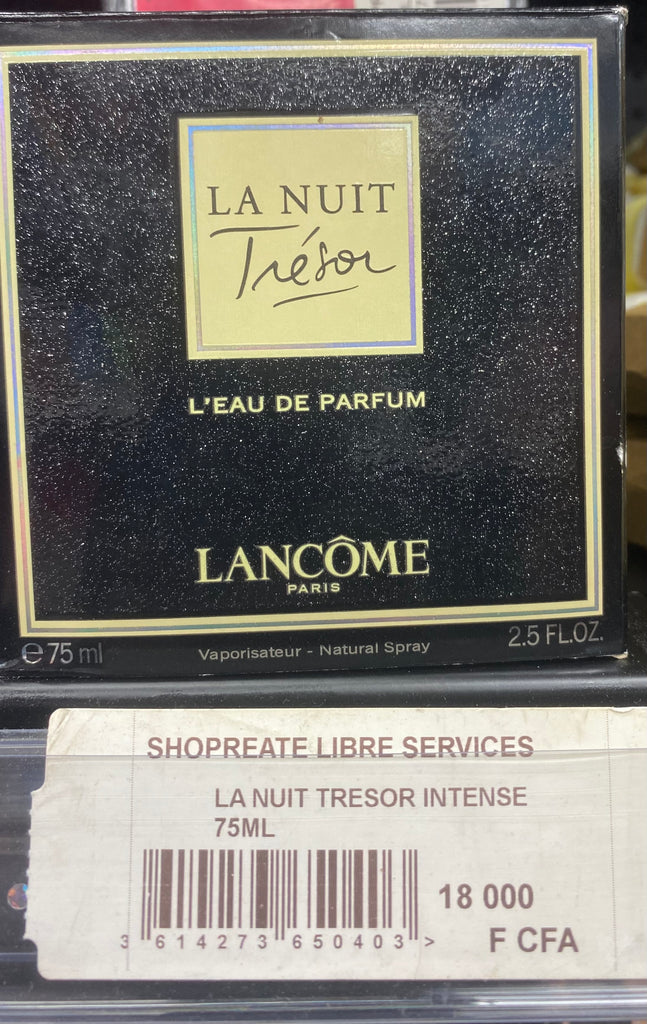 LA NUIT
Trésor
L'EAU DE PARFUM
LANCÔME
PARIS
℮ 75 ml
Vaporisateur - Natural Spray
2.5 FL.OZ.
SHOPREATE LIBRE SERVICES
LA NUIT TRESOR INTENSE
75ML
18 000
F CFA
3 614273 650403 >